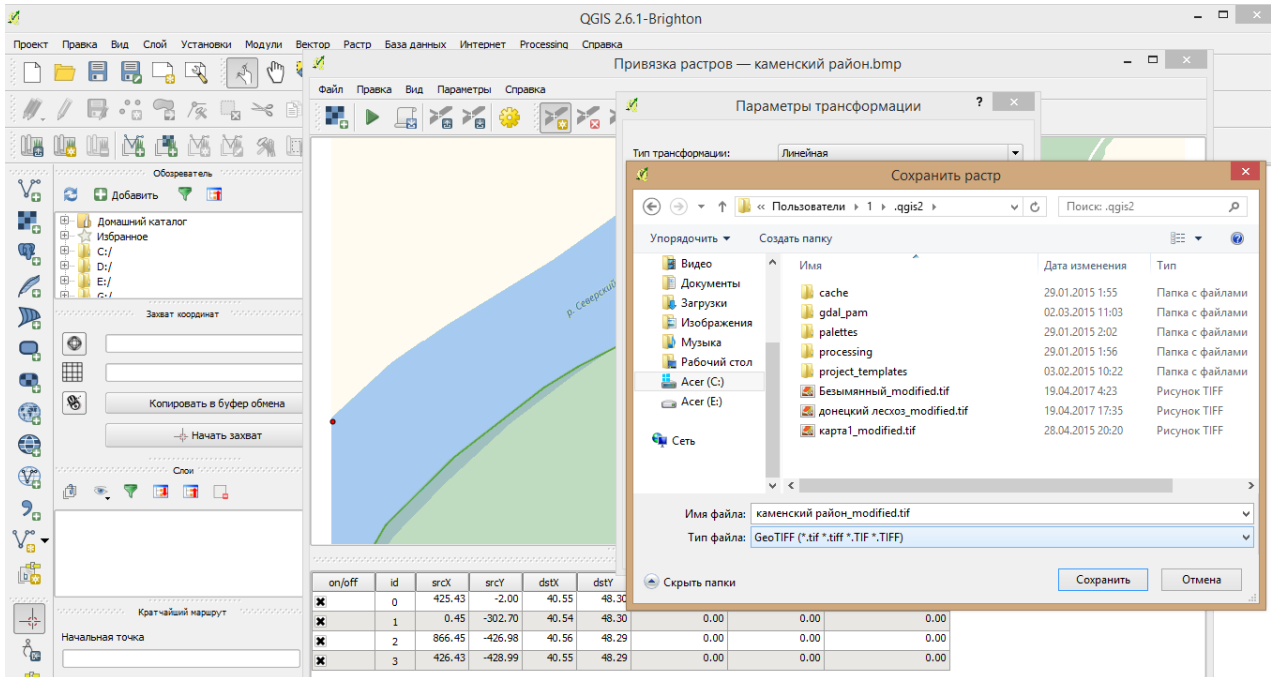 QGIS 2.6.1-Brighton
Проект Правка Вид Слой Установки Модули Вектор Растр База данных Интернет Processing Справка
Привязка растров — каменский район.bmp
Файл Правка Вид Параметры Справка
Параметры трансформации ?
Тип трансформации: Линейная
Сохранить растр
« Пользователи 1 .qgis2
Поиск: .qgis2
Упорядочить Создать папку
Видео
Документы
Загрузки
Изображения
Музыка
Рабочий стол
Acer (C:)
Acer (E:)
Сеть
Имя Дата изменения Тип
cache 29.01.2015 1:55 Папка с файлами
gdal_pam 02.03.2015 11:03 Папка с файлами
palettes 29.01.2015 2:02 Папка с файлами
processing 29.01.2015 1:56 Папка с файлами
project_templates 03.02.2015 10:22 Папка с файлами
Безымянный_modified.tif 19.04.2017 4:23 Рисунок TIFF
донецкий лесхоз_modified.tif 19.04.2017 17:35 Рисунок TIFF
карта1_modified.tif 28.04.2015 20:20 Рисунок TIFF
Имя файла: каменский район_modified.tif
Тип файла: GeoTIFF (*.tif *.tiff *.TIF *.TIFF)
Скрыть папки Сохранить Отмена
Обозреватель
Добавить
Домашний каталог
Избранное
C:/
D:/
E:/
G:/
Захват координат
Копировать в буфер обмена
Начать захват
Слои
Кратчайший маршрут
Начальная точка
р. Северский
on/off id srcX srcY dstX dstY
0 425.43 -2.00 40.55 48.30
1 0.45 -302.70 40.54 48.30 0.00 0.00 0.00
2 866.45 -426.98 40.56 48.29 0.00 0.00 0.00
3 426.43 -428.99 40.55 48.29 0.00 0.00 0.00